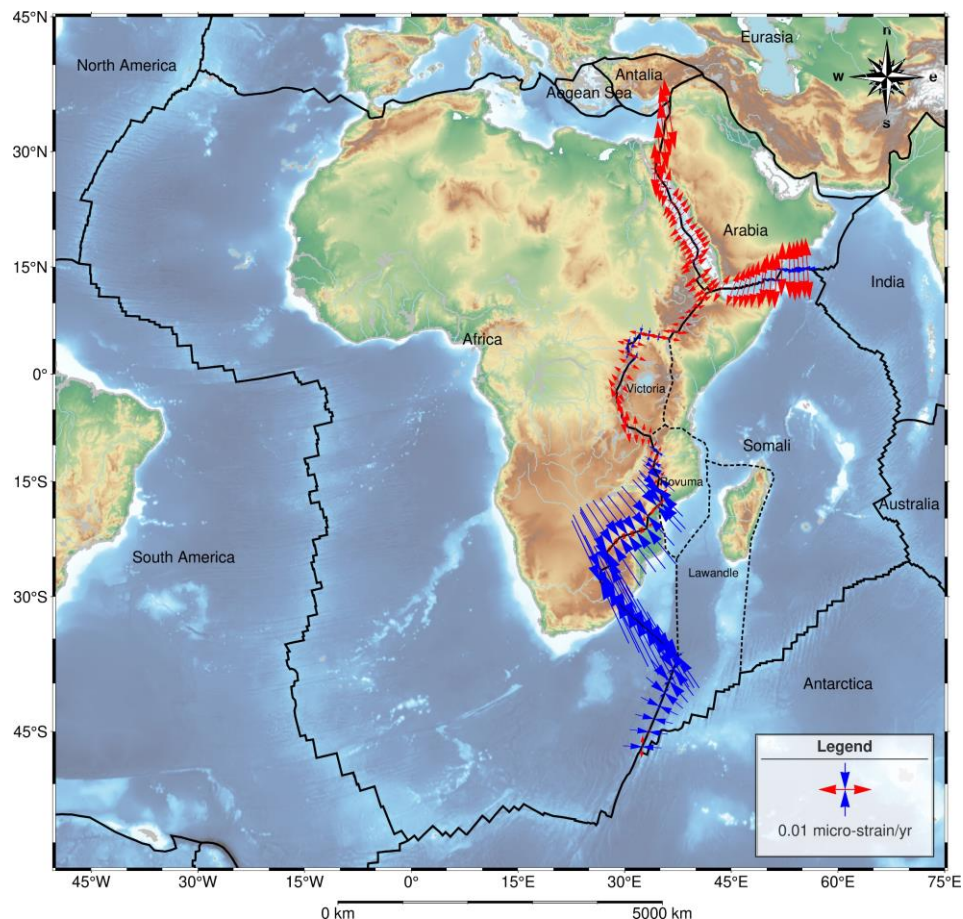 45°N
30°N
15°N
0°
15°S
30°S
45°S
North America
Eurasia
n
w
e
s
Antalia
Aogean Sea
Arabia
India
Africa
Victoria
Somali
Rovuma
Australia
South America
Lawandle
Antarctica
Legend
0.01 micro-strain/yr
45°W
30°W
15°W
0°
15°E
30°E
45°E
60°E
75°E
0 km
5000 km